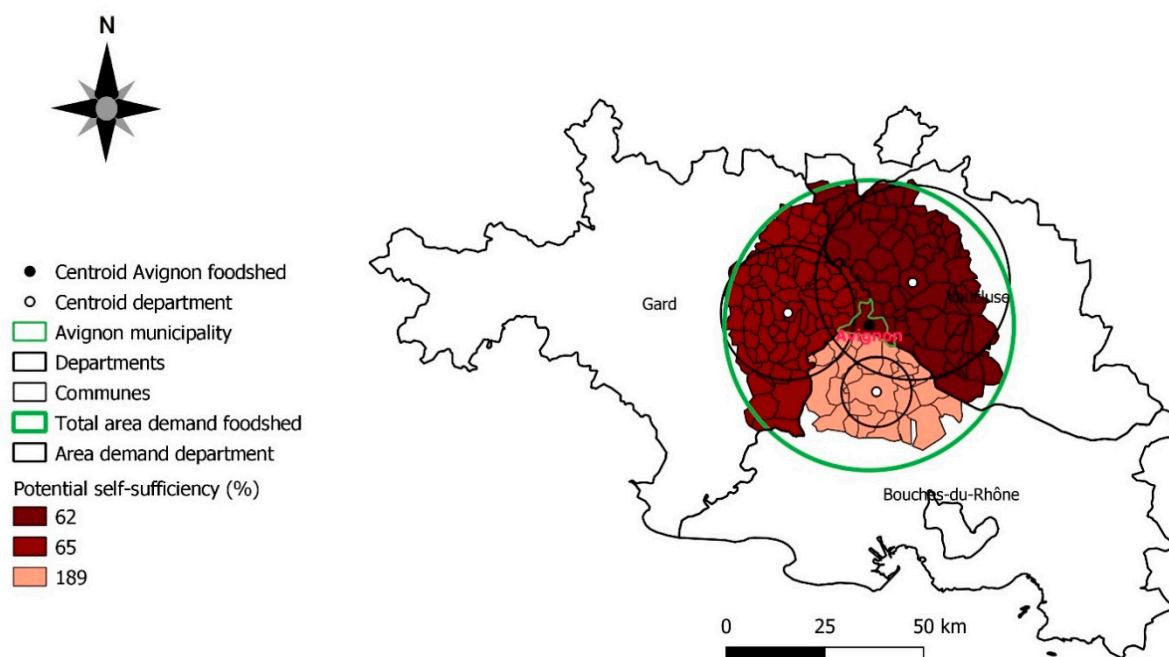 N
Centroid Avignon foodshed
Centroid department
Avignon municipality
Departments
Communes
Total area demand foodshed
Area demand department
Potential self-sufficiency (%)
62
65
189
Gard
Vaucluse
Avignon
Bouches-du-Rhône
0 25 50 km